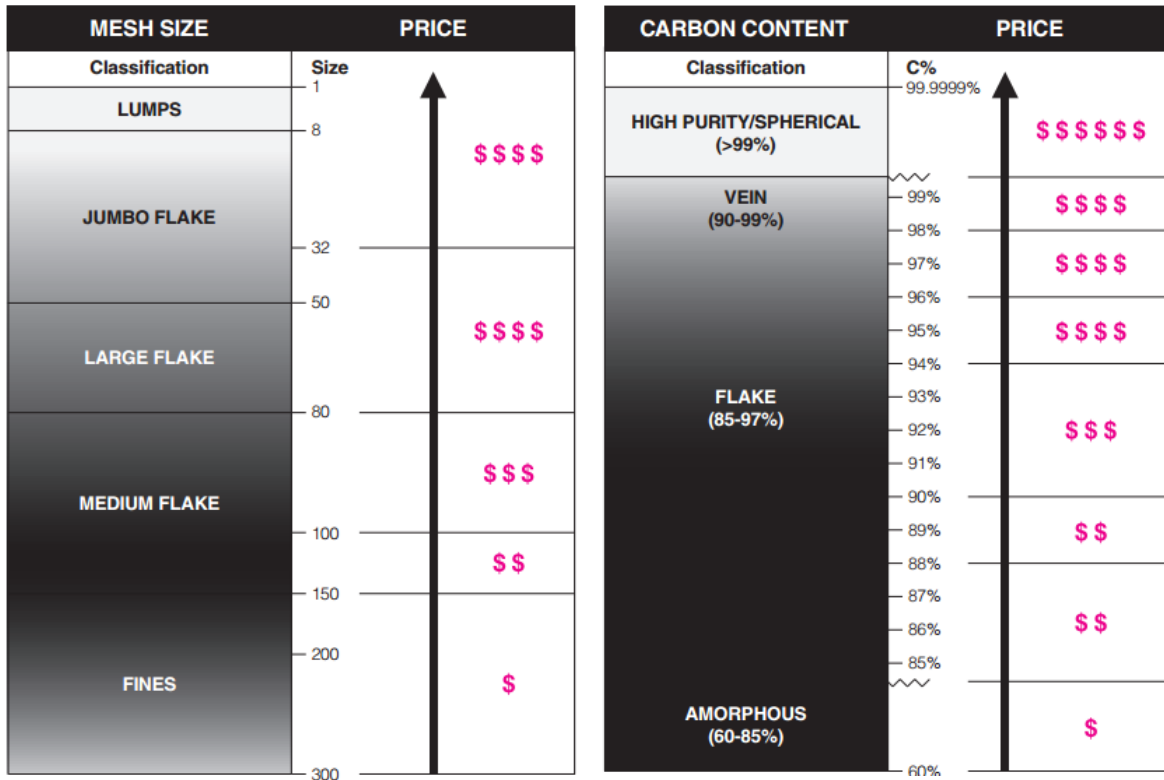 MESH SIZE PRICE
Classification Size
1
LUMPS
8
$ $ $ $
JUMBO FLAKE
32
50
$ $ $ $
LARGE FLAKE
80
$ $ $
MEDIUM FLAKE
100
$ $
150
200
FINES $
300
CARBON CONTENT PRICE
Classification C%
99.9999%
HIGH PURITY/SPHERICAL
(>99%)
$ $ $ $ $ $
VEIN
(90-99%)
99%
$ $ $ $
98%
97% $ $ $ $
96%
95% $ $ $ $
94%
93%
FLAKE
(85-97%)
92% $ $ $
91%
90%
89% $ $
88%
87%
$ $
86%
85%
AMORPHOUS
(60-85%)
$
60%